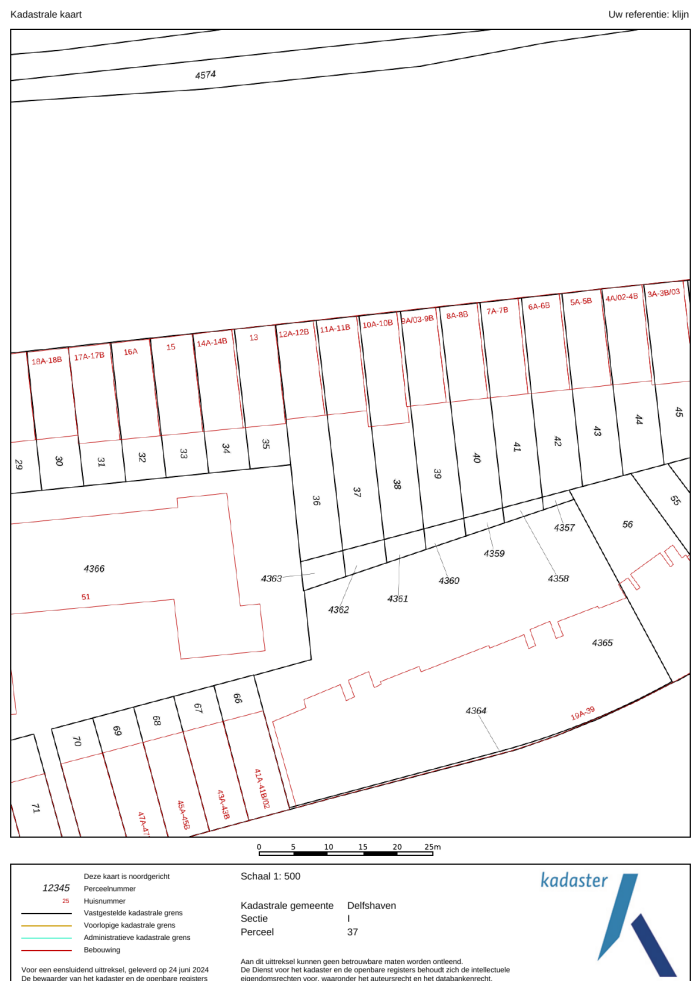 Kadastrale kaart
Uw referentie: klijn
4574
18A-18B
17A-17B
16A
15
14A-14B
13
12A-12B
11A-11B
10A-10B
9A/03-9B
8A-8B
7A-7B
6A-6B
5A-5B
4A/02-4B
3A-3B/03
29
30
31
32
33
34
35
36
37
38
39
40
41
42
43
44
45
55
56
4357
4358
4359
4360
4361
4362
4363
4366
51
4365
4364
19A-39
66
67
68
69
70
71
41A-41B/02
43A-43B
45A-45B
0 5 10 15 20 25m
Deze kaart is noordgericht
12345 Perceelnummer
25 Huisnummer
Vastgestelde kadastrale grens
Voorlopige kadastrale grens
Administratieve kadastrale grens
Bebouwing
Voor een eensluidend uittreksel, geleverd op 24 juni 2024
De bewaarder van het kadaster en de openbare registers
Schaal 1: 500
Kadastrale gemeente Delfshaven
Sectie I
Perceel 37
Aan dit uittreksel kunnen geen betrouwbare maten worden ontleend.
De Dienst voor het kadaster en de openbare registers behoudt zich de intellectuele
eigendomsrechten voor, waaronder het auteursrecht en het databankenrecht.
kadaster